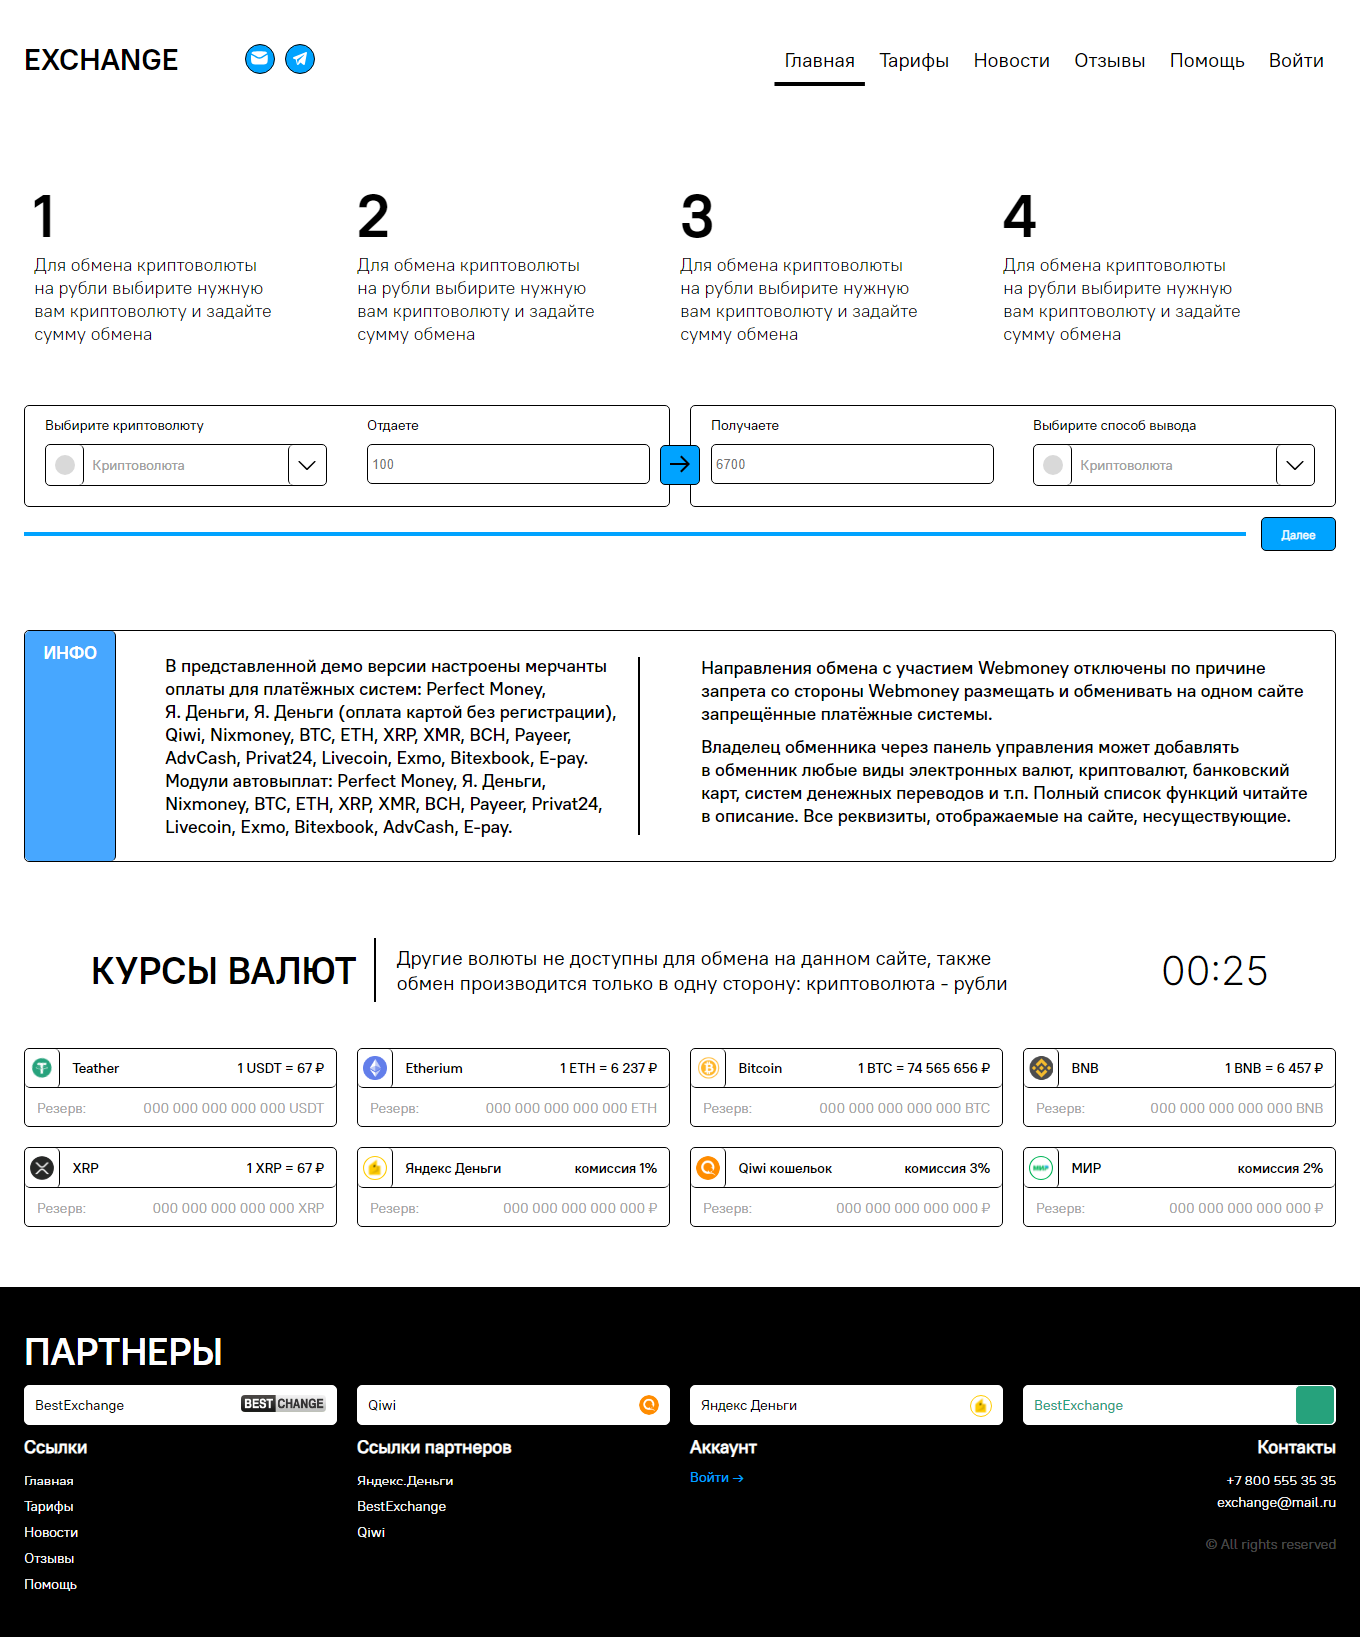 EXCHANGE
Главная Тарифы Новости Отзывы Помощь Войти
1
Для обмена криптоволюты
на рубли выбирите нужную
вам криптоволюту и задайте
сумму обмена
2
Для обмена криптоволюты
на рубли выбирите нужную
вам криптоволюту и задайте
сумму обмена
3
Для обмена криптоволюты
на рубли выбирите нужную
вам криптоволюту и задайте
сумму обмена
4
Для обмена криптоволюты
на рубли выбирите нужную
вам криптоволюту и задайте
сумму обмена
Выбирите криптоволюту
Криптоволюта
Отдаете
100
Получаете
6700
Выбирите способ вывода
Криптоволюта
Далее
ИНФО
В представленной демо версии настроены мерчанты
оплаты для платёжных систем: Perfect Money,
Я. Деньги, Я. Деньги (оплата картой без регистрации),
Qiwi, Nixmoney, BTC, ETH, XRP, XMR, BCH, Payeer,
AdvCash, Privat24, Livecoin, Exmo, Bitexbook, E-pay.
Модули автовыплат: Perfect Money, Я. Деньги,
Nixmoney, BTC, ETH, XRP, XMR, BCH, Payeer, Privat24,
Livecoin, Exmo, Bitexbook, AdvCash, E-pay.
Направления обмена с участием Webmoney отключены по причине
запрета со стороны Webmoney размещать и обменивать на одном сайте
запрещённые платёжные системы.
Владелец обменника через панель управления может добавлять
в обменник любые виды электронных валют, криптовалют, банковский
карт, систем денежных переводов и т.п. Полный список функций читайте
в описание. Все реквизиты, отображаемые на сайте, несуществующие.
КУРСЫ ВАЛЮТ
Другие волюты не доступны для обмена на данном сайте, также
обмен производится только в одну сторону: криптоволюта - рубли
00:25
Teather 1 USDT = 67 ₽
Резерв: 000 000 000 000 000 USDT
Etherium 1 ETH = 6 237 ₽
Резерв: 000 000 000 000 000 ETH
Bitcoin 1 BTC = 74 565 656 ₽
Резерв: 000 000 000 000 000 BTC
BNB 1 BNB = 6 457 ₽
Резерв: 000 000 000 000 000 BNB
XRP 1 XRP = 67 ₽
Резерв: 000 000 000 000 000 XRP
Яндекс Деньги комиссия 1%
Резерв: 000 000 000 000 000 ₽
Qiwi кошельок комиссия 3%
Резерв: 000 000 000 000 000 ₽
МИР МИР комиссия 2%
Резерв: 000 000 000 000 000 ₽
ПАРТНЕРЫ
BestExchange BEST CHANGE
Qiwi
Яндекс Деньги
BestExchange
Ссылки
Главная
Тарифы
Новости
Отзывы
Помощь
Ссылки партнеров
Яндекс.Деньги
BestExchange
Qiwi
Аккаунт
Войти →
Контакты
+7 800 555 35 35
exchange@mail.ru
© All rights reserved